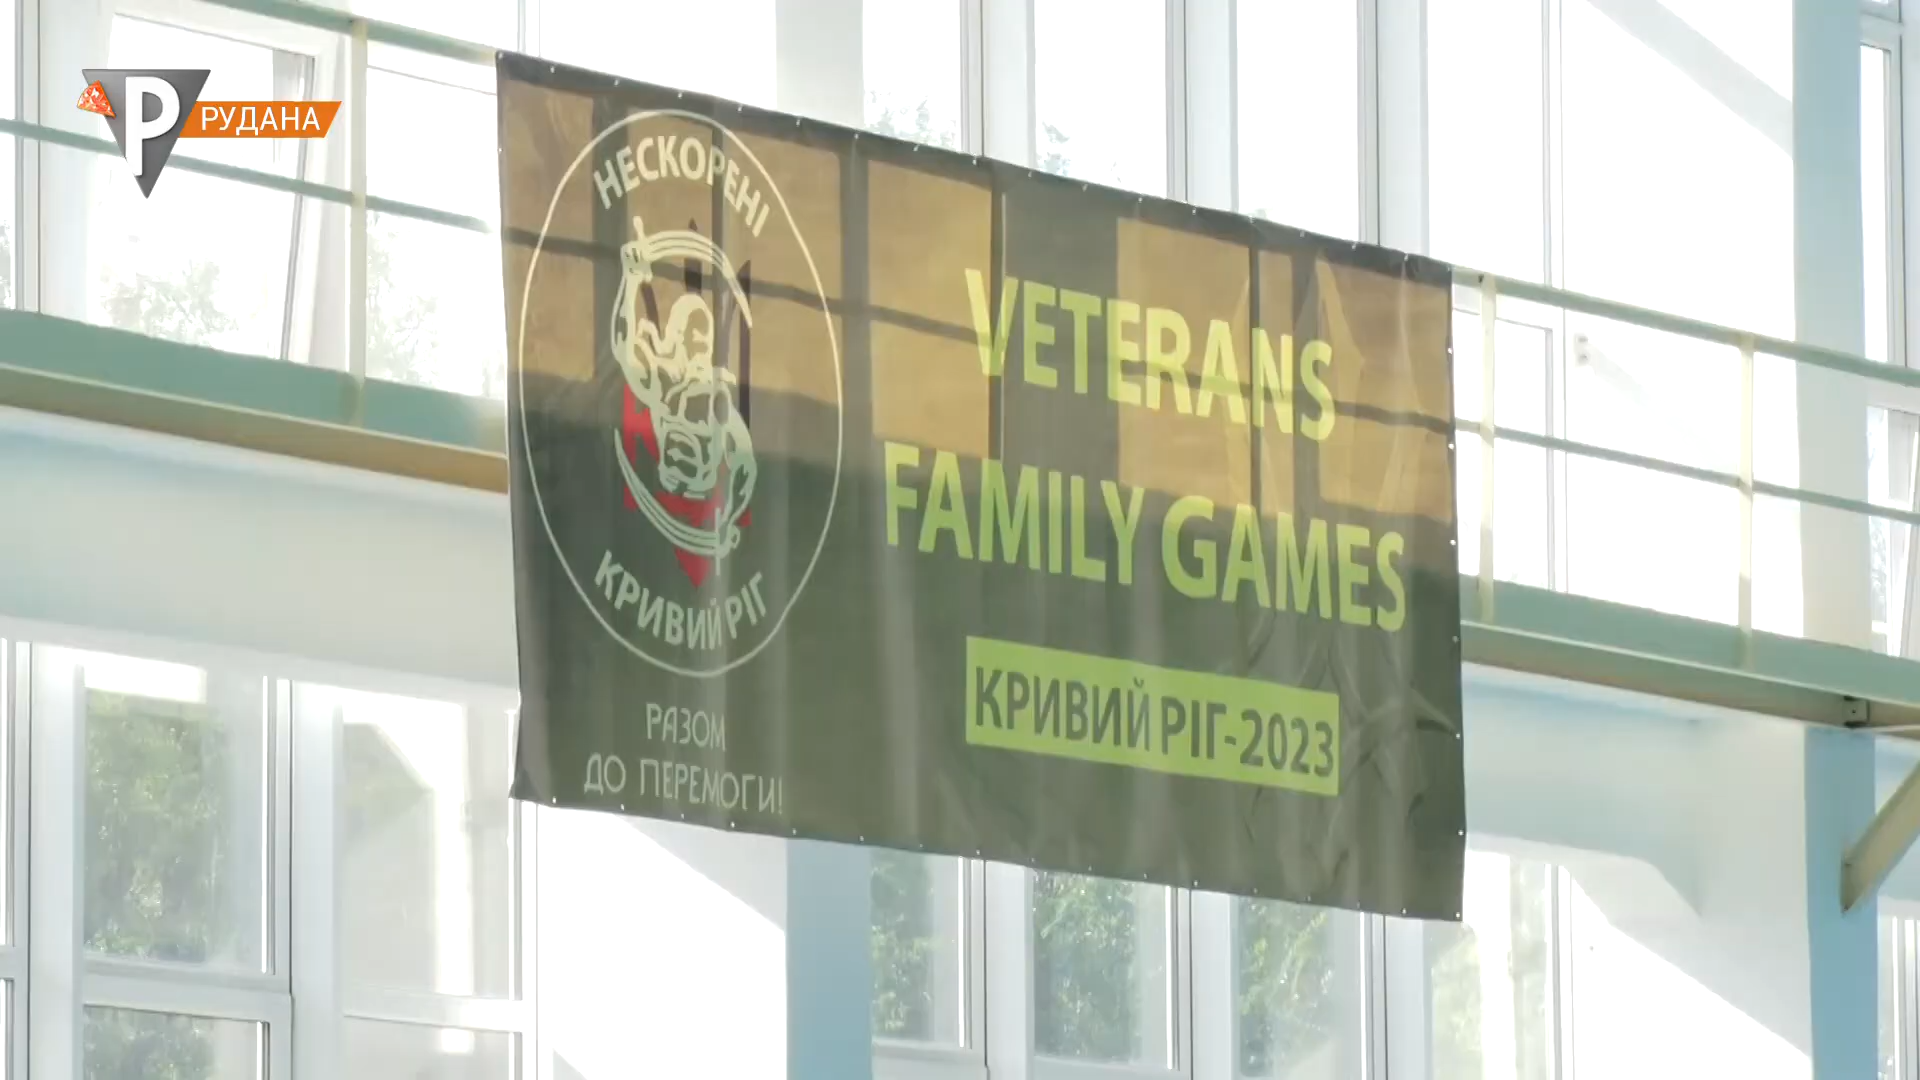 РУДАНА
НЕСКОРЕНІ
КРИВИЙ РІГ
РАЗОМ
ДО ПЕРЕМОГИ!
VETERANS
FAMILY GAMES
КРИВИЙ РІГ-2023